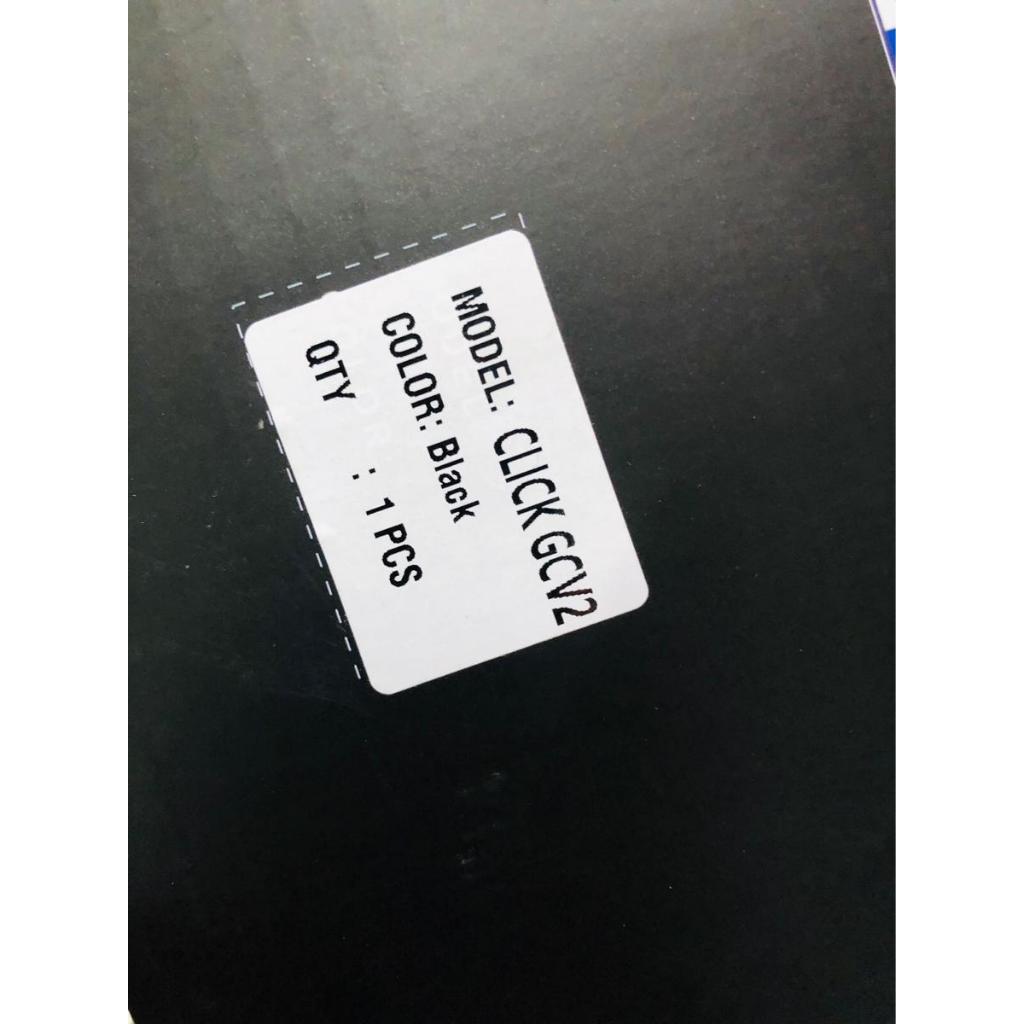 MODEL: CLICK GCV2
COLOR: Black
QTY : 1 PCS